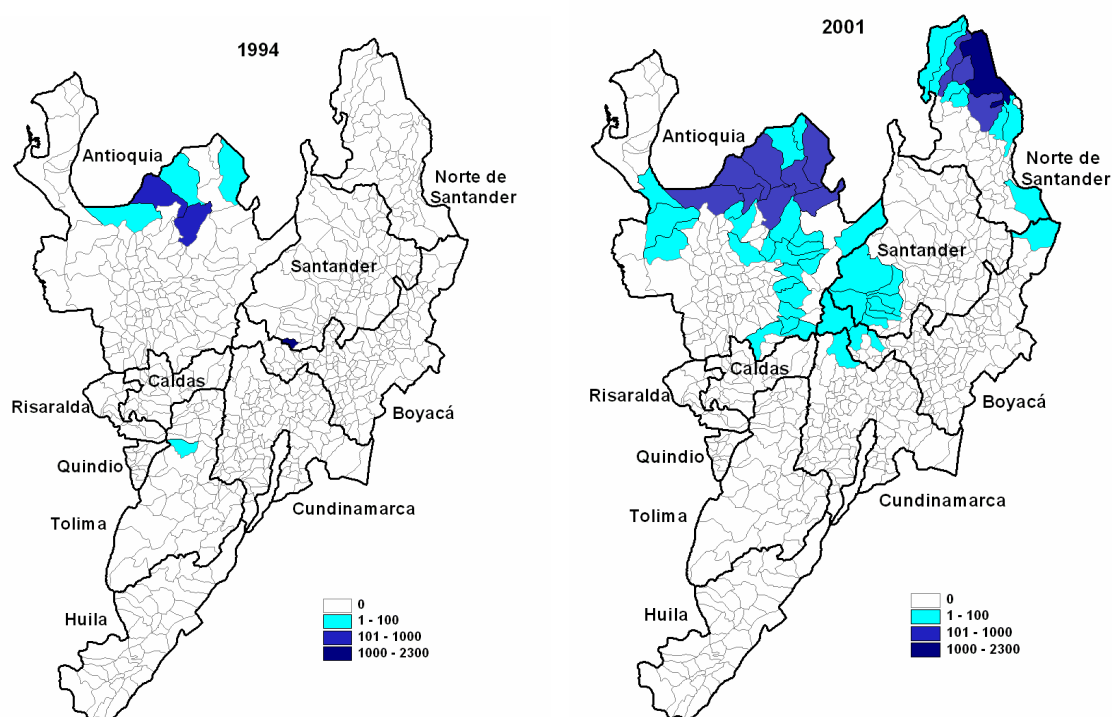 1994
Antioquia
Norte de
Santander
Santander
Caldas
Risaralda
Boyacá
Quindio
Cundinamarca
Tolima
Huila
0
1 - 100
101 - 1000
1000 - 2300
2001
Antioquia
Norte de
Santander
Santander
Caldas
Risaralda
Boyacá
Quindio
Cundinamarca
Tolima
Huila
0
1 - 100
101 - 1000
1000 - 2300